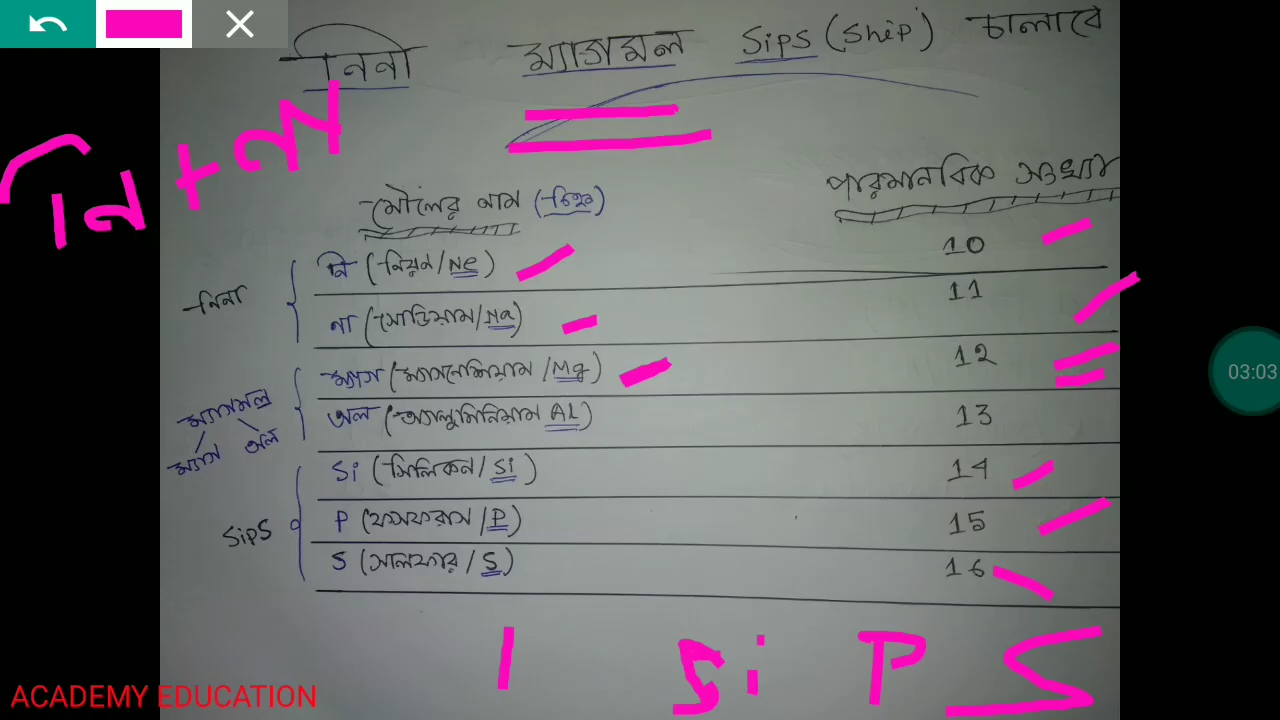 নিনা ম্যাগমল Sips (Ship) চালাবে
নি + না
মৌলের নাম (চিহ্ন) পারমানবিক সংখ্যা
নিনা
নি (নিয়ন/Ne) 10
না (সোডিয়াম/Na) 11
ম্যাগ (ম্যাগনেশিয়াম/Mg) 12
ম্যাগমল
ম্যাগ অল
অল (অ্যালুমিনিয়াম AL) 13
Si (সিলিকন/Si) 14
Sips
P (ফসফরাস/P) 15
S (সালফার/S) 16
1 Si P S
03:03
ACADEMY EDUCATION